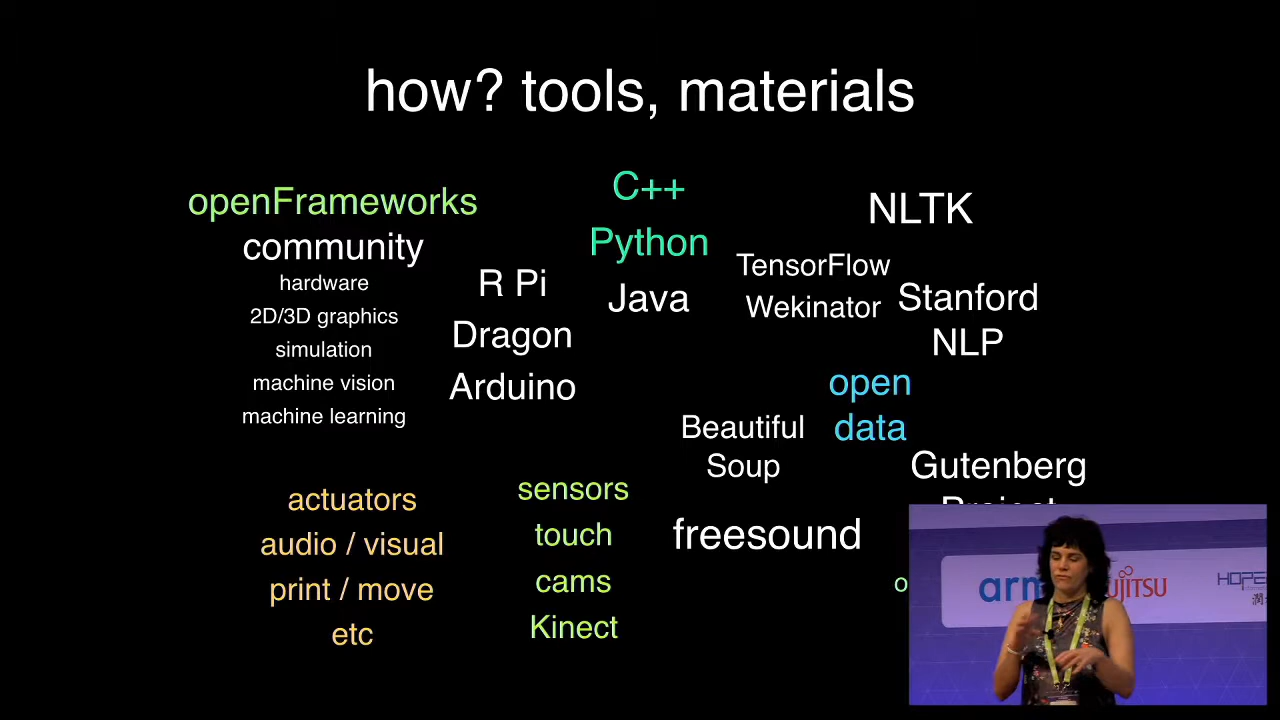 how? tools, materials
openFrameworks
community
hardware
2D/3D graphics
simulation
machine vision
machine learning
R Pi
Dragon
Arduino
C++
Python
Java
NLTK
TensorFlow
Wekinator
Stanford
NLP
open
data
Beautiful
Soup
Gutenberg
Project
freesound
actuators
audio / visual
print / move
etc
sensors
touch
cams
Kinect
arm